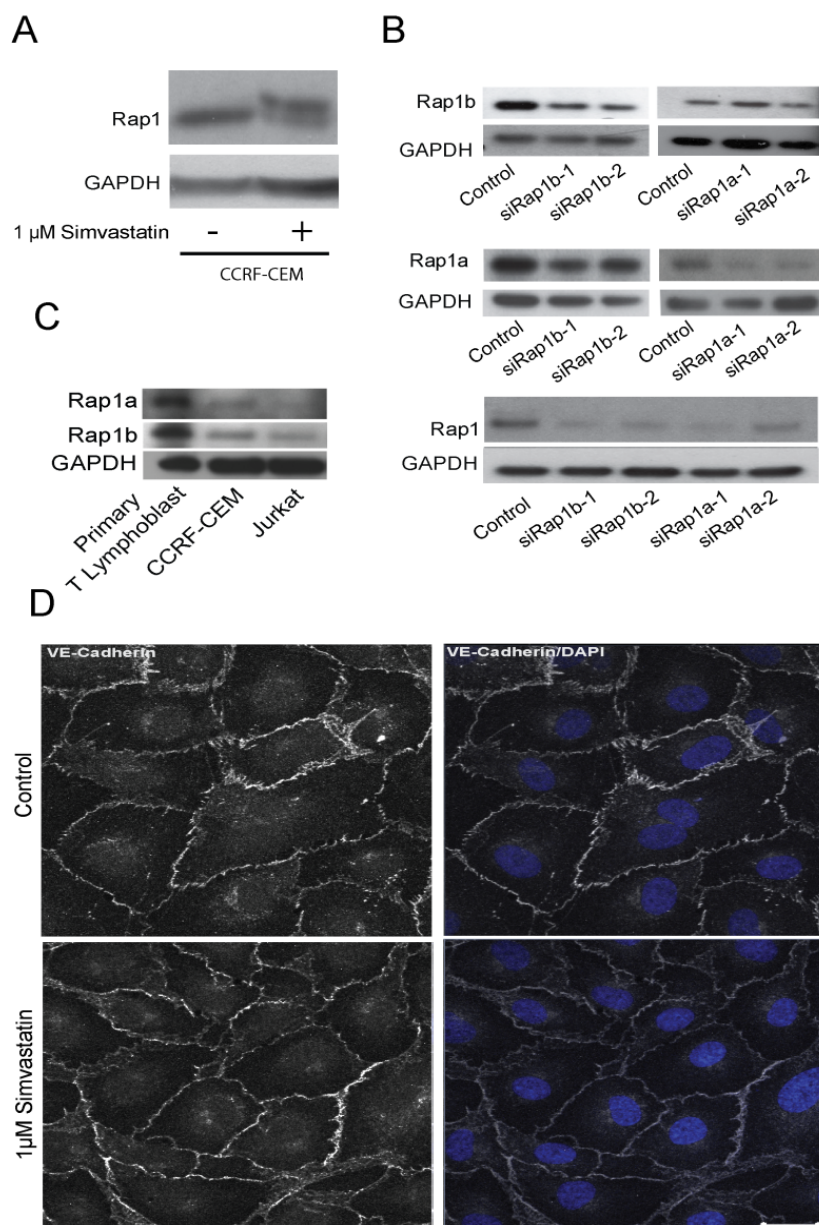 A
Rap1
GAPDH
1 µM Simvastatin - +
CCRF-CEM
B
Rap1b
GAPDH
Control siRap1b-1 siRap1b-2 Control siRap1a-1 siRap1a-2
Rap1a
GAPDH
Control siRap1b-1 siRap1b-2 Control siRap1a-1 siRap1a-2
Rap1
GAPDH
Control siRap1b-1 siRap1b-2 siRap1a-1 siRap1a-2
C
Rap1a
Rap1b
GAPDH
Primary
T Lymphoblast
CCRF-CEM
Jurkat
D
VE-Cadherin
VE-Cadherin/DAPI
Control
1µM Simvastatin